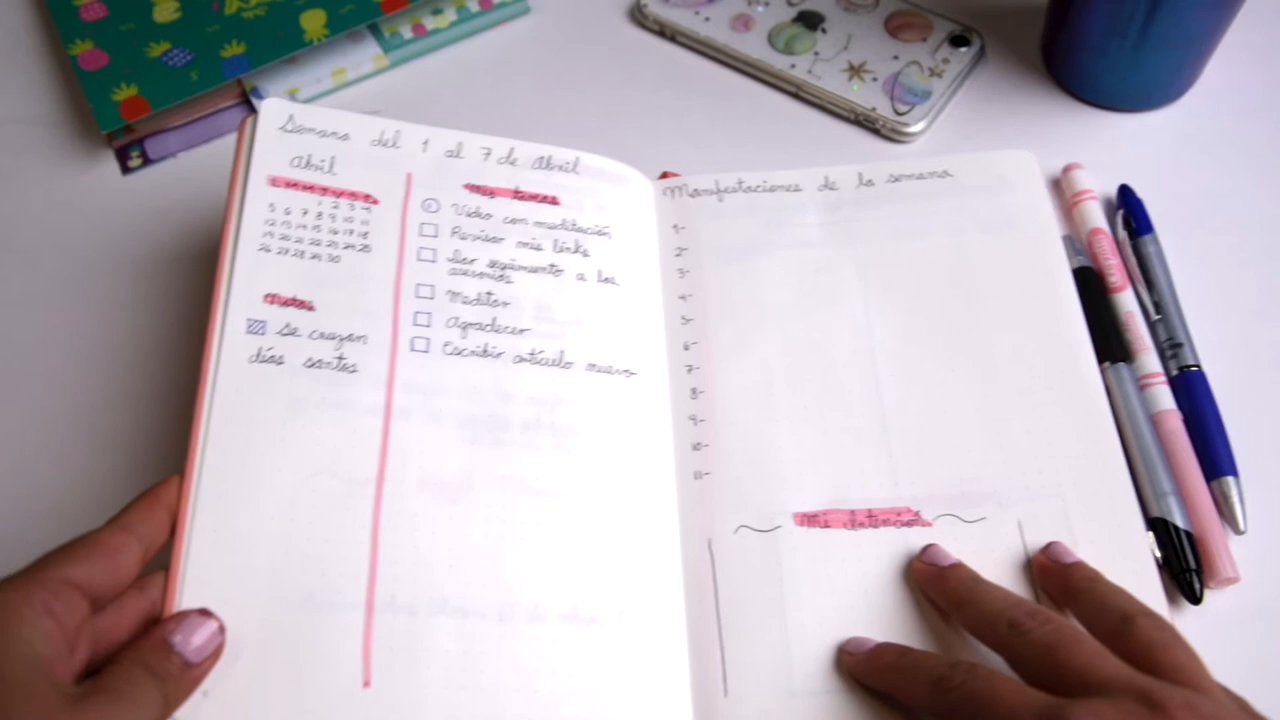 Semana del 1 al 7 de Abril
Abril
L M M J V S D
1 2 3 4
5 6 7 8 9 10 11
12 13 14 15 16 17 18
19 20 21 22 23 24 25
26 27 28 29 30
Notas
Se cruzan
días santos
Mis tareas
Video con meditación
Revisar mis links
Dar seguimiento a las
asesorías
Meditar
Agradecer
Escribir artículo nuevo
Manifestaciones de la semana
1-
2-
3-
4-
5-
6-
7-
8-
9-
10-
11-
Mi Intención